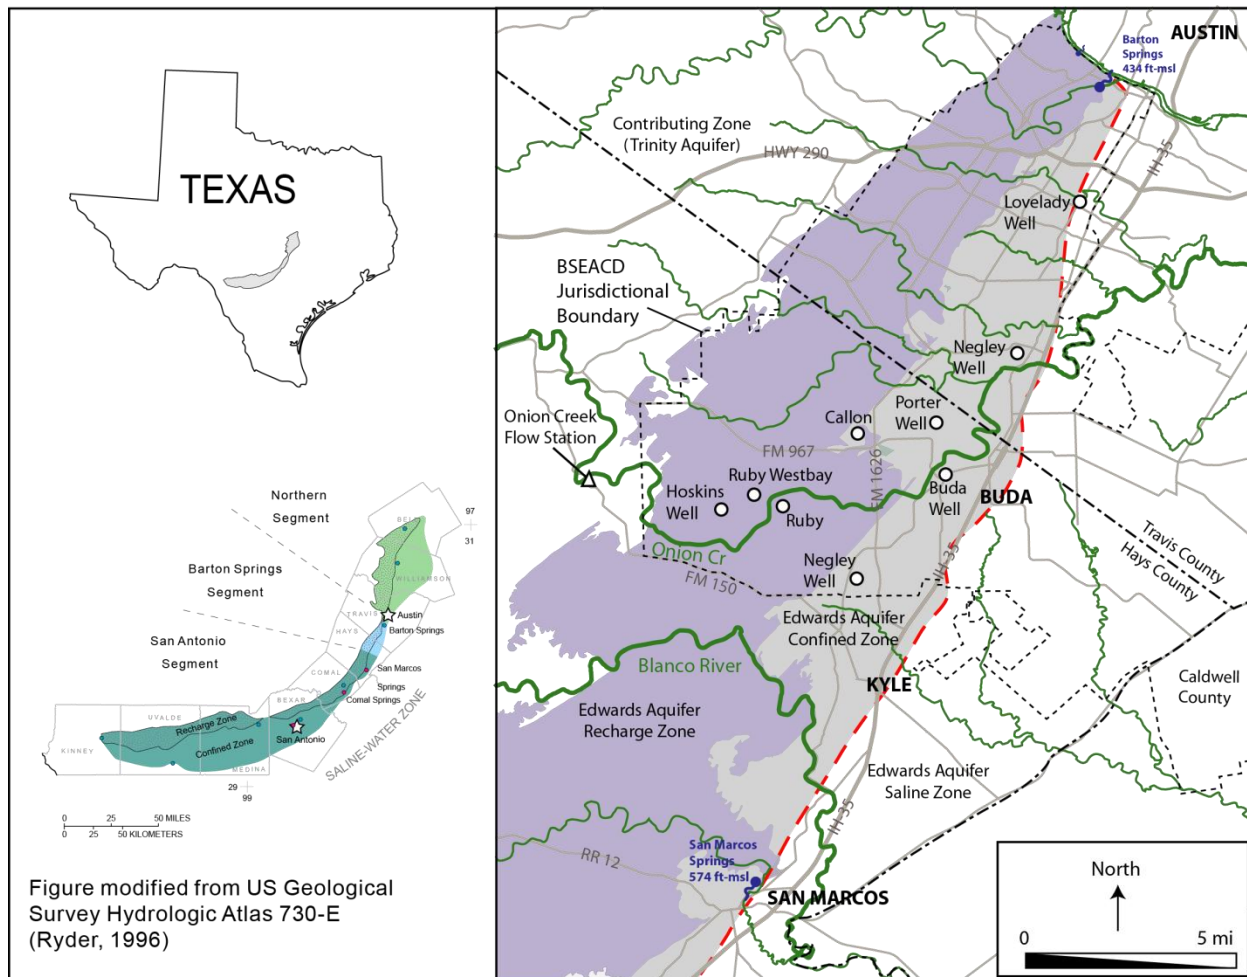 TEXAS
Northern
Segment
Barton Springs
Segment
San Antonio
Segment
BELL
97
31
WILLIAMSON
TRAVIS
Austin
HAYS
Barton Springs
COMAL
San Marcos
Springs
Comal Springs
BEXAR
UVALDE
Recharge Zone
Confined Zone
San Antonio
KINNEY
MEDINA
SALINE-WATER ZONE
29
99
0 25 50 MILES
0 25 50 KILOMETERS
Figure modified from US Geological
Survey Hydrologic Atlas 730-E
(Ryder, 1996)
AUSTIN
Barton
Springs
434 ft-msl
Contributing Zone
(Trinity Aquifer)
HWY 290
IH-35
Lovelady
Well
BSEACD
Jurisdictional
Boundary
Negley
Well
Onion Creek
Flow Station
Callon
Porter
Well
FM 967
FM 1626
Ruby Westbay
Hoskins
Well
Ruby
Buda
Well
BUDA
Onion Cr
IH-35
Travis County
Hays County
FM 150
Negley
Well
Edwards Aquifer
Confined Zone
Blanco River
KYLE
Caldwell
County
Edwards Aquifer
Recharge Zone
Edwards Aquifer
Saline Zone
IH-35
RR 12
San Marcos
Springs
574 ft-msl
SAN MARCOS
North
0 5 mi